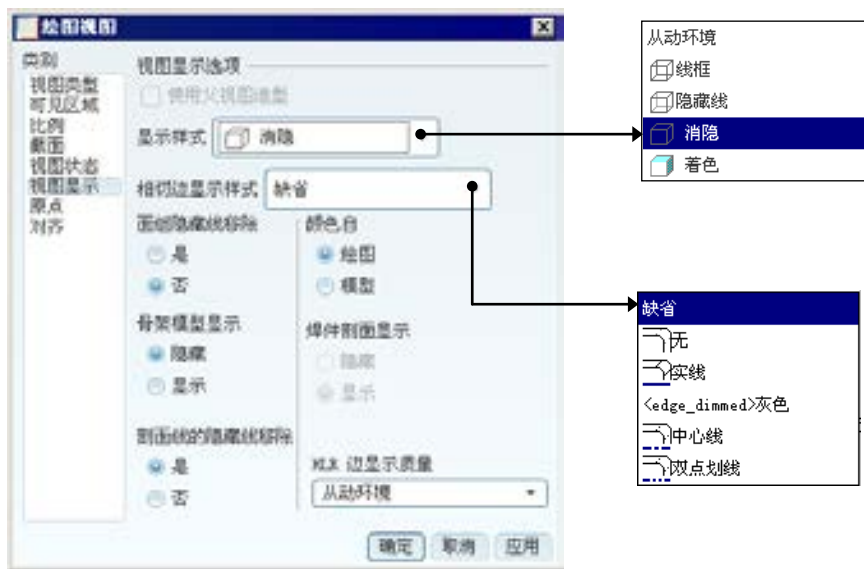 绘图视图
类别
视图类型
可见区域
比例
截面
视图状态
视图显示
原点
对齐
视图显示选项
使用父视图造型
显示样式 消隐
相切边显示样式 缺省
面组隐藏线移除
是
否
颜色自
绘图
模型
骨架模型显示
隐藏
显示
焊件剖面显示
隐藏
显示
剖面线的隐藏线移除
是
否
边显示质量
从动环境
确定 取消 应用
从动环境
线框
隐藏线
消隐
着色
缺省
无
实线
<edge_dimmed>灰色
中心线
双点划线